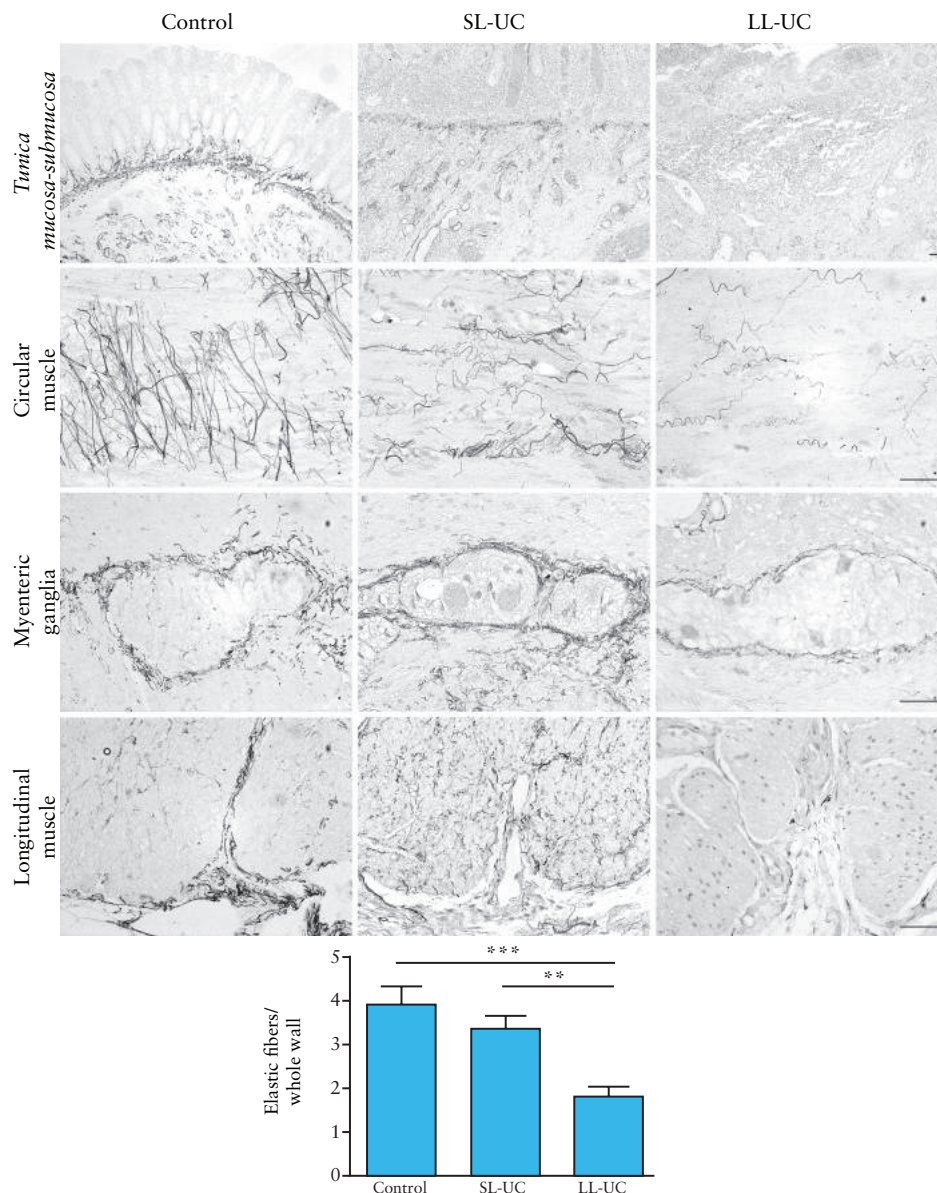 Control
SL-UC
LL-UC
Tunica
mucosa-submucosa
Circular
muscle
Myenteric
ganglia
Longitudinal
muscle
***
**
5
4
3
2
1
0
Elastic fibers/
whole wall
Control
SL-UC
LL-UC